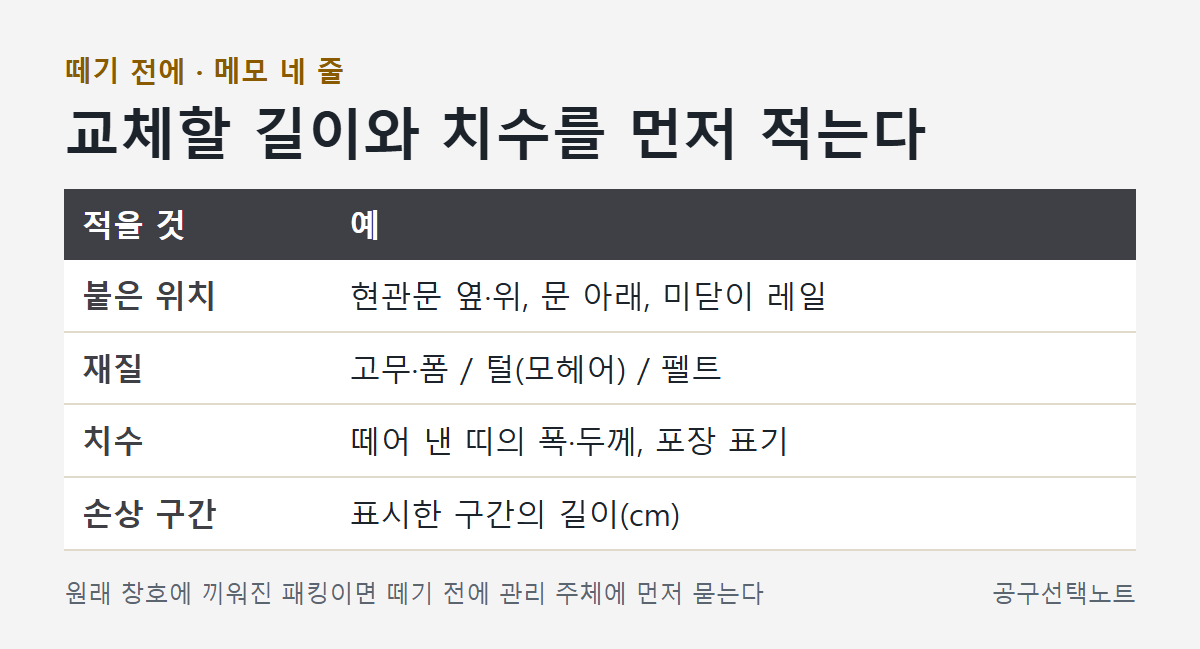 떼기 전에 · 메모 네 줄
교체할 길이와 치수를 먼저 적는다
적을 것 예
붙은 위치 현관문 옆·위, 문 아래, 미닫이 레일
재질 고무·폼 / 털(모헤어) / 펠트
치수 떼어 낸 띠의 폭·두께, 포장 표기
손상 구간 표시한 구간의 길이(cm)
원래 창호에 끼워진 패킹이면 떼기 전에 관리 주체에 먼저 묻는다 공구선택노트